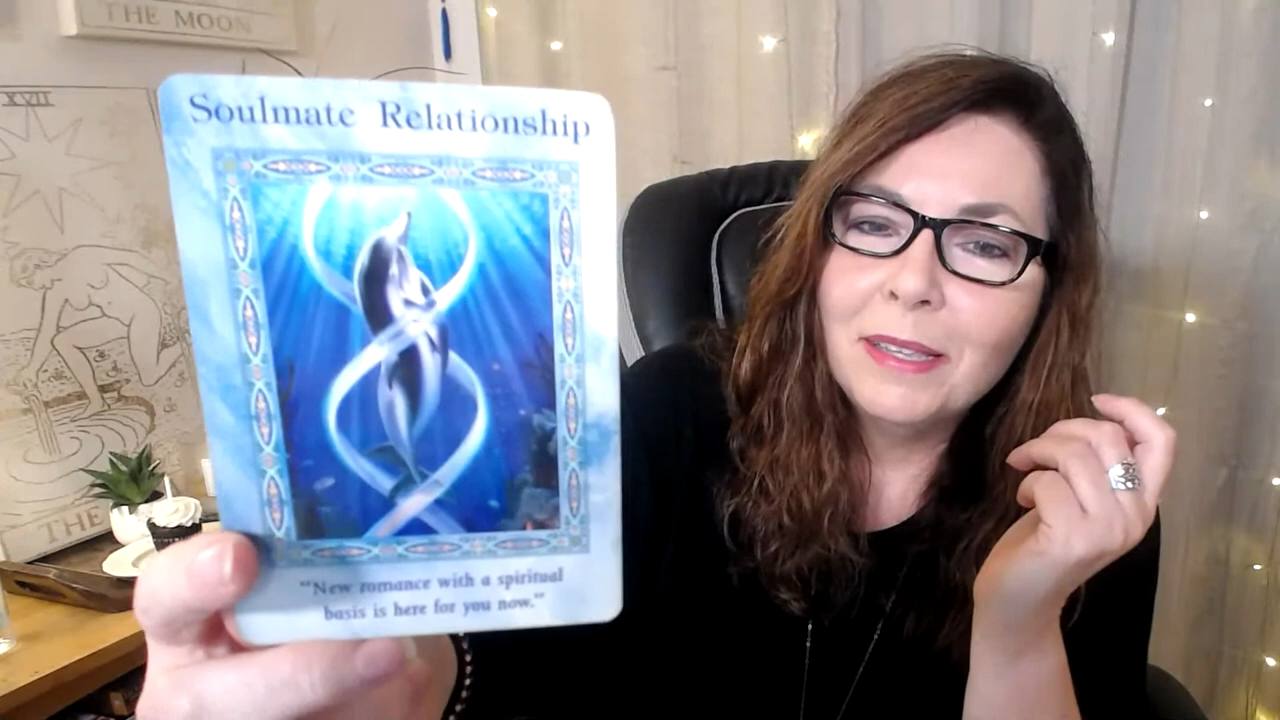 THE MOON
XVII
THE
Soulmate Relationship
"New romance with a spiritual
basis is here for you now."